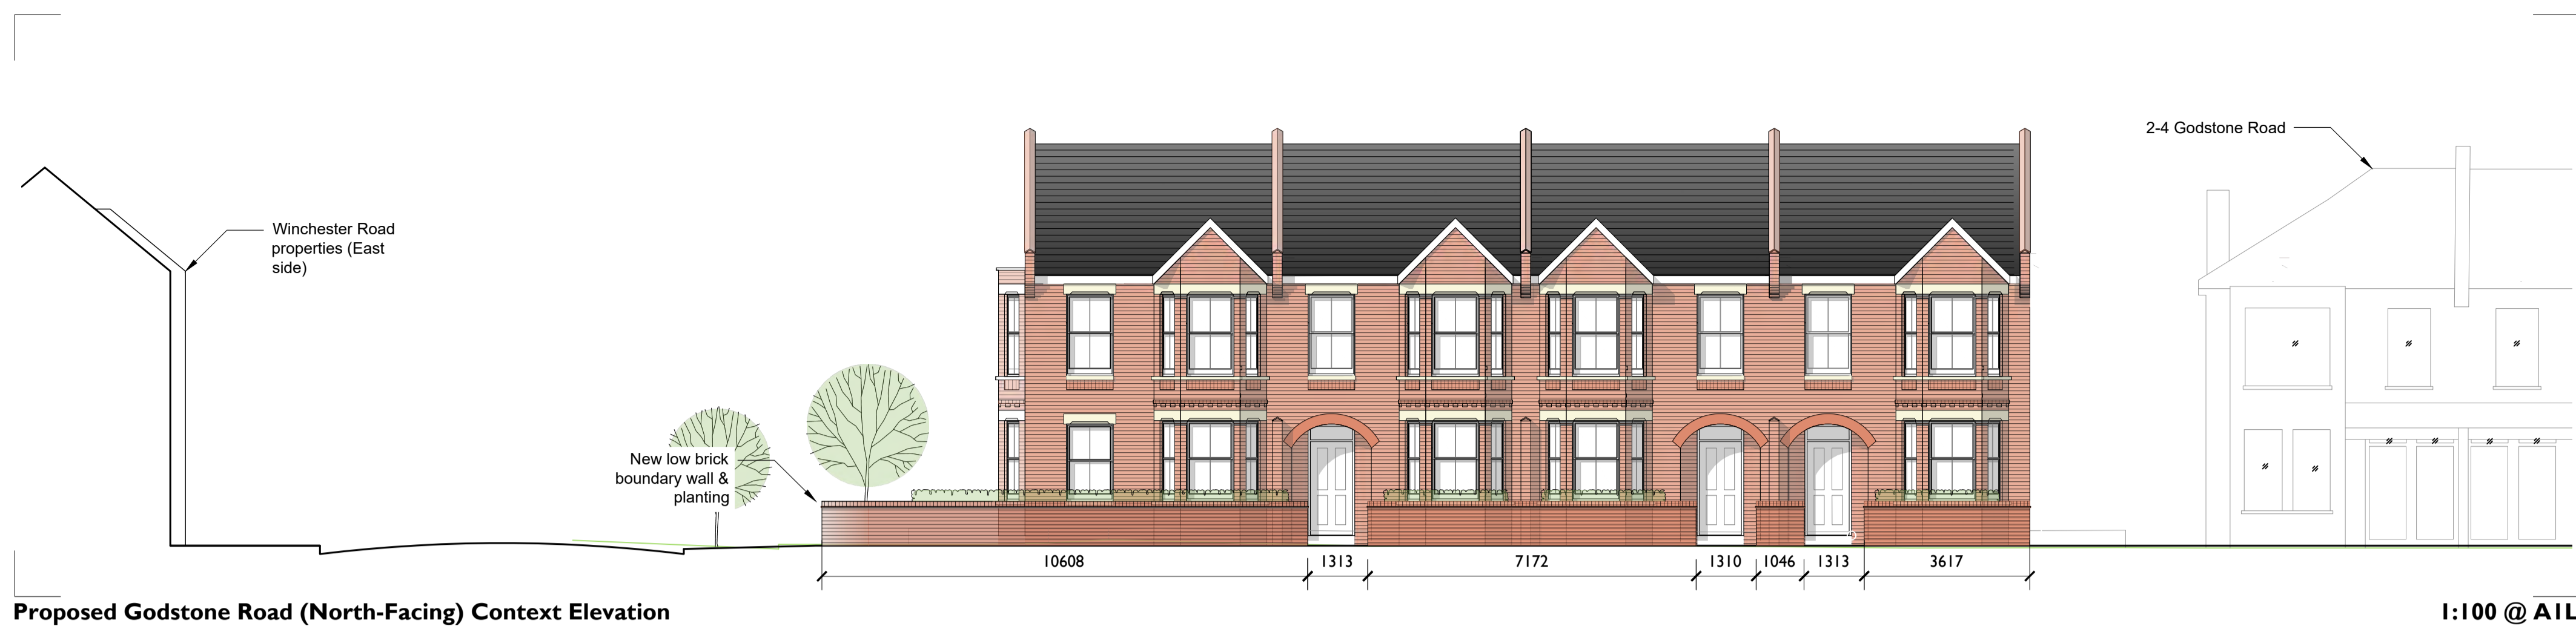 2-4 Godstone Road
Winchester Road
properties (East
side)
New low brick
boundary wall &
planting
10608
1313
7172
1310
1046
1313
3617
Proposed Godstone Road (North-Facing) Context Elevation
1:100 @ A1L